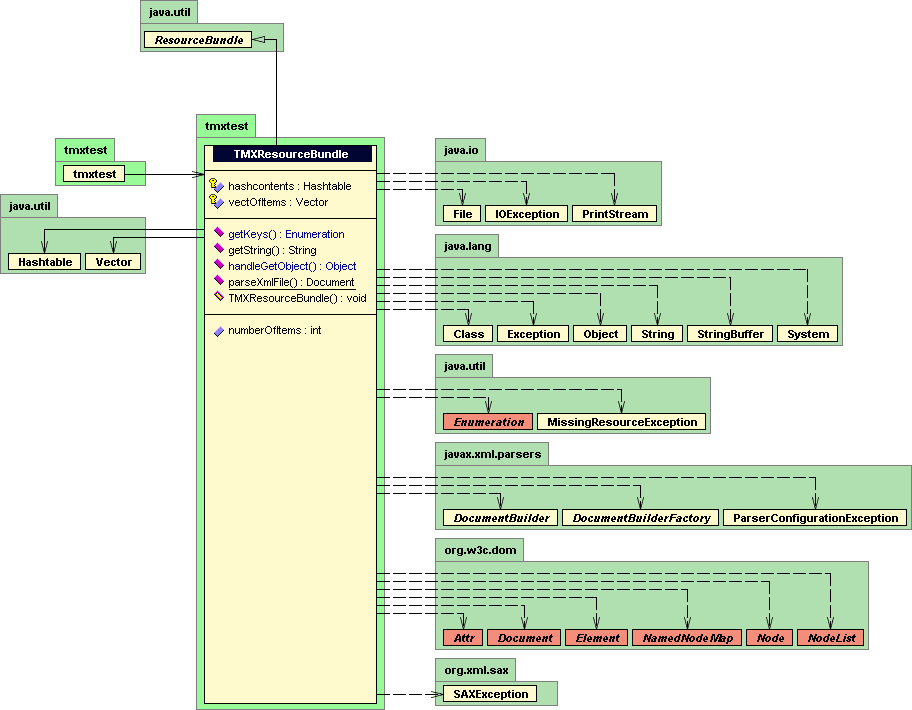 java.util
ResourceBundle
tmxtest
tmxtest
java.util
Hashtable
Vector
tmxtest
TMXResourceBundle
hashcontents : Hashtable
vectOfItems : Vector
getKeys() : Enumeration
getString() : String
handleGetObject() : Object
parseXmlFile() : Document
TMXResourceBundle() : void
numberOfItems : int
java.io
File IOException PrintStream
java.lang
Class Exception Object String StringBuffer System
java.util
Enumeration MissingResourceException
javax.xml.parsers
DocumentBuilder DocumentBuilderFactory ParserConfigurationException
org.w3c.dom
Attr Document Element NamedNodeMap Node NodeList
org.xml.sax
SAXException